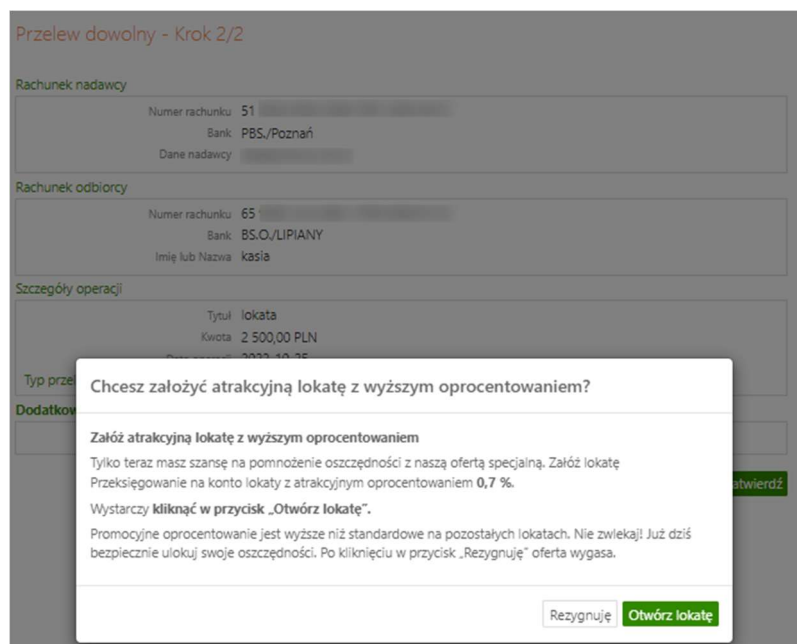 Przelew dowolny - Krok 2/2
Rachunek nadawcy
Numer rachunku 51
Bank PBS./Poznań
Dane nadawcy
Rachunek odbiorcy
Numer rachunku 65
Bank BS.O./LIPIANY
Imię lub Nazwa kasia
Szczegóły operacji
Tytuł lokata
Kwota 2 500,00 PLN
Typ
Chcesz założyć atrakcyjną lokatę z wyższym oprocentowaniem?
Załóż atrakcyjną lokatę z wyższym oprocentowaniem
Tylko teraz masz szansę na pomnożenie oszczędności z naszą ofertą specjalną. Załóż lokatę
Przeksięgowanie na konto lokaty z atrakcyjnym oprocentowaniem 0,7 %.
Wystarczy kliknąć w przycisk „Otwórz lokatę”.
Promocyjne oprocentowanie jest wyższe niż standardowe na pozostałych lokatach. Nie zwlekaj! Już dziś
bezpiecznie ulokuj swoje oszczędności. Po kliknięciu w przycisk „Rezygnuję” oferta wygasa.
Rezygnuję Otwórz lokatę